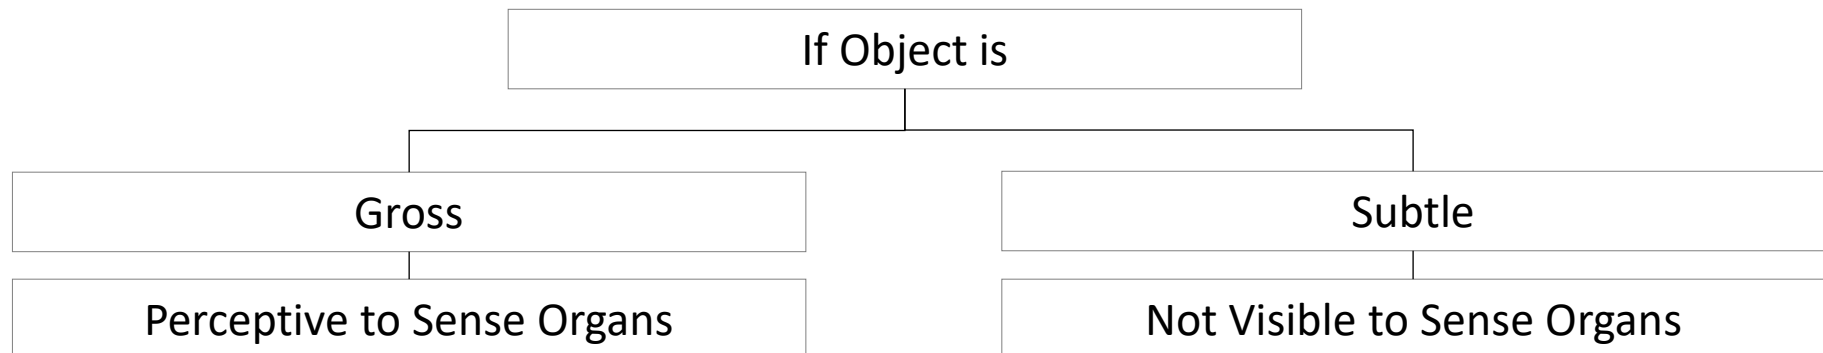 If Object is
Gross
Subtle
Perceptive to Sense Organs
Not Visible to Sense Organs